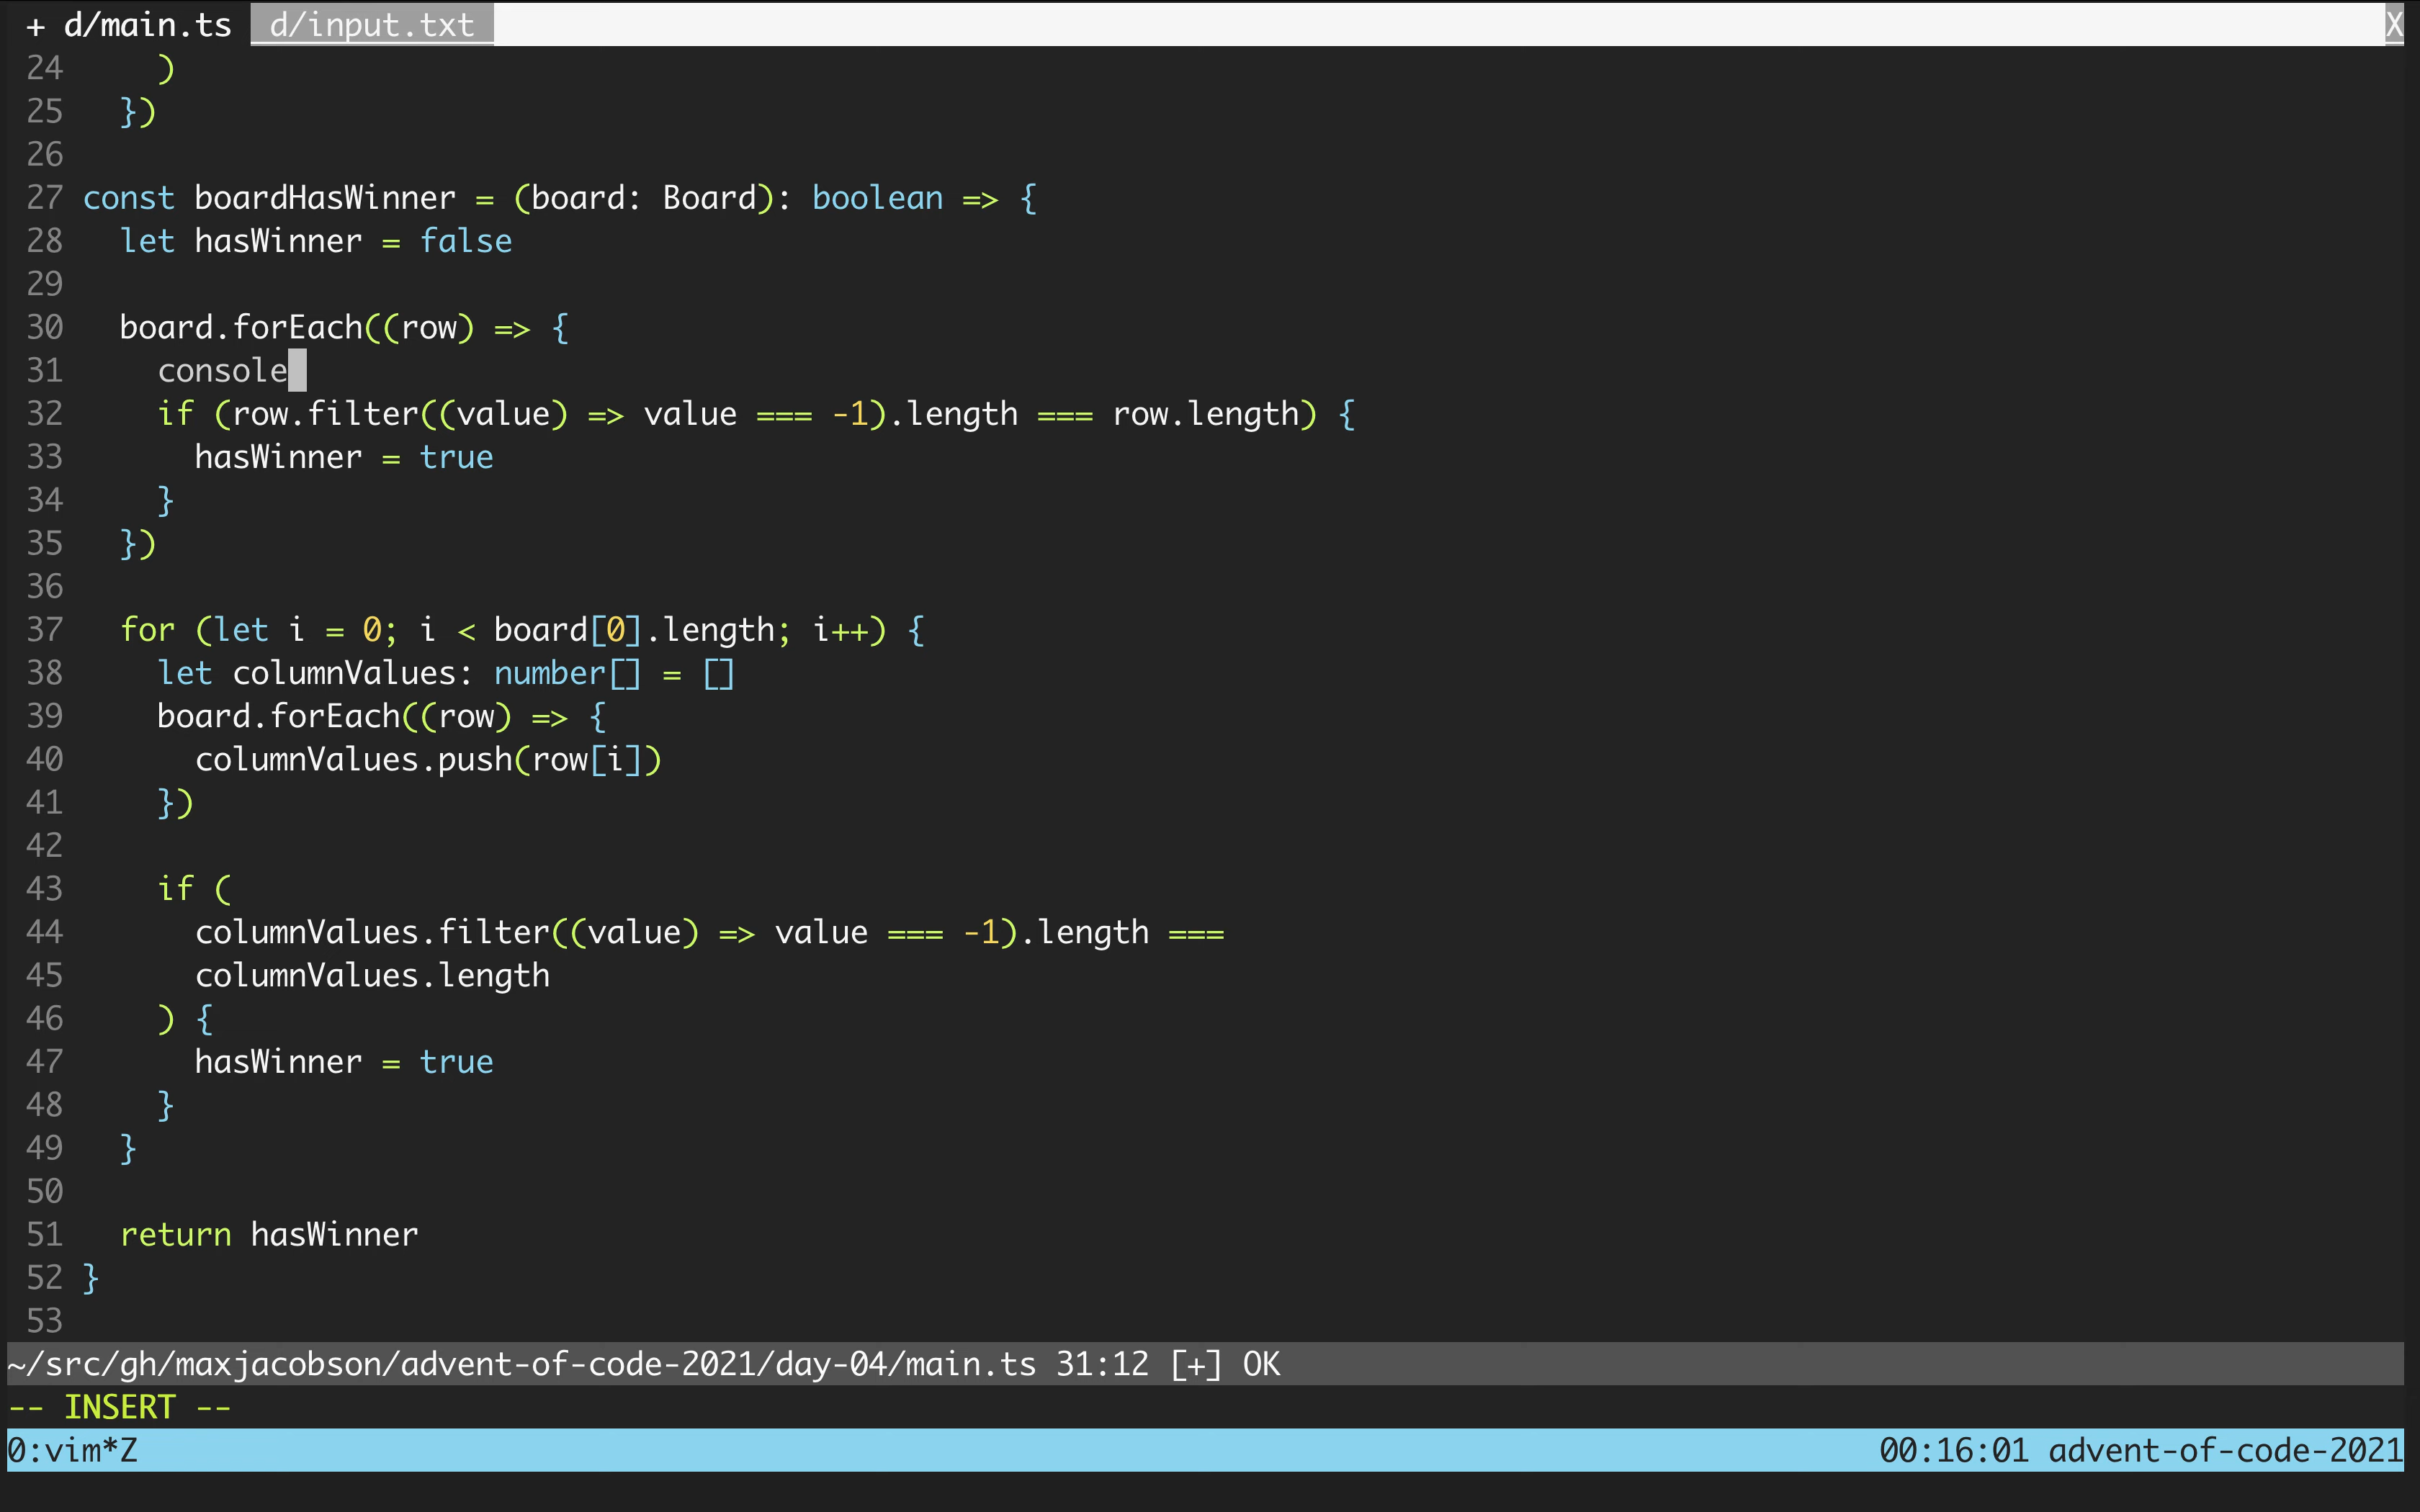 + d/main.ts  d/input.txt X
24     )
25   })
26
27 const boardHasWinner = (board: Board): boolean => {
28   let hasWinner = false
29
30   board.forEach((row) => {
31     console
32     if (row.filter((value) => value === -1).length === row.length) {
33       hasWinner = true
34     }
35   })
36
37   for (let i = 0; i < board[0].length; i++) {
38     let columnValues: number[] = []
39     board.forEach((row) => {
40       columnValues.push(row[i])
41     })
42
43     if (
44       columnValues.filter((value) => value === -1).length ===
45       columnValues.length
46     ) {
47       hasWinner = true
48     }
49   }
50
51   return hasWinner
52 }
53
~/src/gh/maxjacobson/advent-of-code-2021/day-04/main.ts 31:12 [+] OK
-- INSERT --
0:vim*Z 00:16:01 advent-of-code-2021